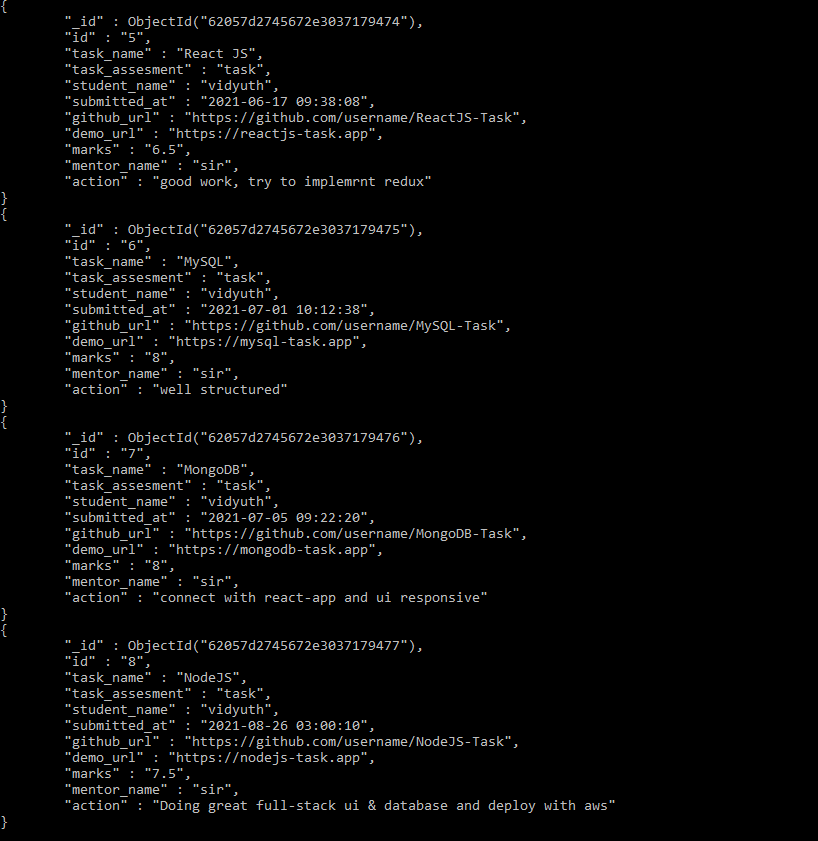 {
"_id" : ObjectId("62057d2745672e3037179474"),
"id" : "5",
"task_name" : "React JS",
"task_assesment" : "task",
"student_name" : "vidyuth",
"submitted_at" : "2021-06-17 09:38:08",
"github_url" : "https://github.com/username/ReactJS-Task",
"demo_url" : "https://reactjs-task.app",
"marks" : "6.5",
"mentor_name" : "sir",
"action" : "good work, try to implemrnt redux"
}
{
"_id" : ObjectId("62057d2745672e3037179475"),
"id" : "6",
"task_name" : "MySQL",
"task_assesment" : "task",
"student_name" : "vidyuth",
"submitted_at" : "2021-07-01 10:12:38",
"github_url" : "https://github.com/username/MySQL-Task",
"demo_url" : "https://mysql-task.app",
"marks" : "8",
"mentor_name" : "sir",
"action" : "well structured"
}
{
"_id" : ObjectId("62057d2745672e3037179476"),
"id" : "7",
"task_name" : "MongoDB",
"task_assesment" : "task",
"student_name" : "vidyuth",
"submitted_at" : "2021-07-05 09:22:20",
"github_url" : "https://github.com/username/MongoDB-Task",
"demo_url" : "https://mongodb-task.app",
"marks" : "8",
"mentor_name" : "sir",
"action" : "connect with react-app and ui responsive"
}
{
"_id" : ObjectId("62057d2745672e3037179477"),
"id" : "8",
"task_name" : "NodeJS",
"task_assesment" : "task",
"student_name" : "vidyuth",
"submitted_at" : "2021-08-26 03:00:10",
"github_url" : "https://github.com/username/NodeJS-Task",
"demo_url" : "https://nodejs-task.app",
"marks" : "7.5",
"mentor_name" : "sir",
"action" : "Doing great full-stack ui & database and deploy with aws"
}